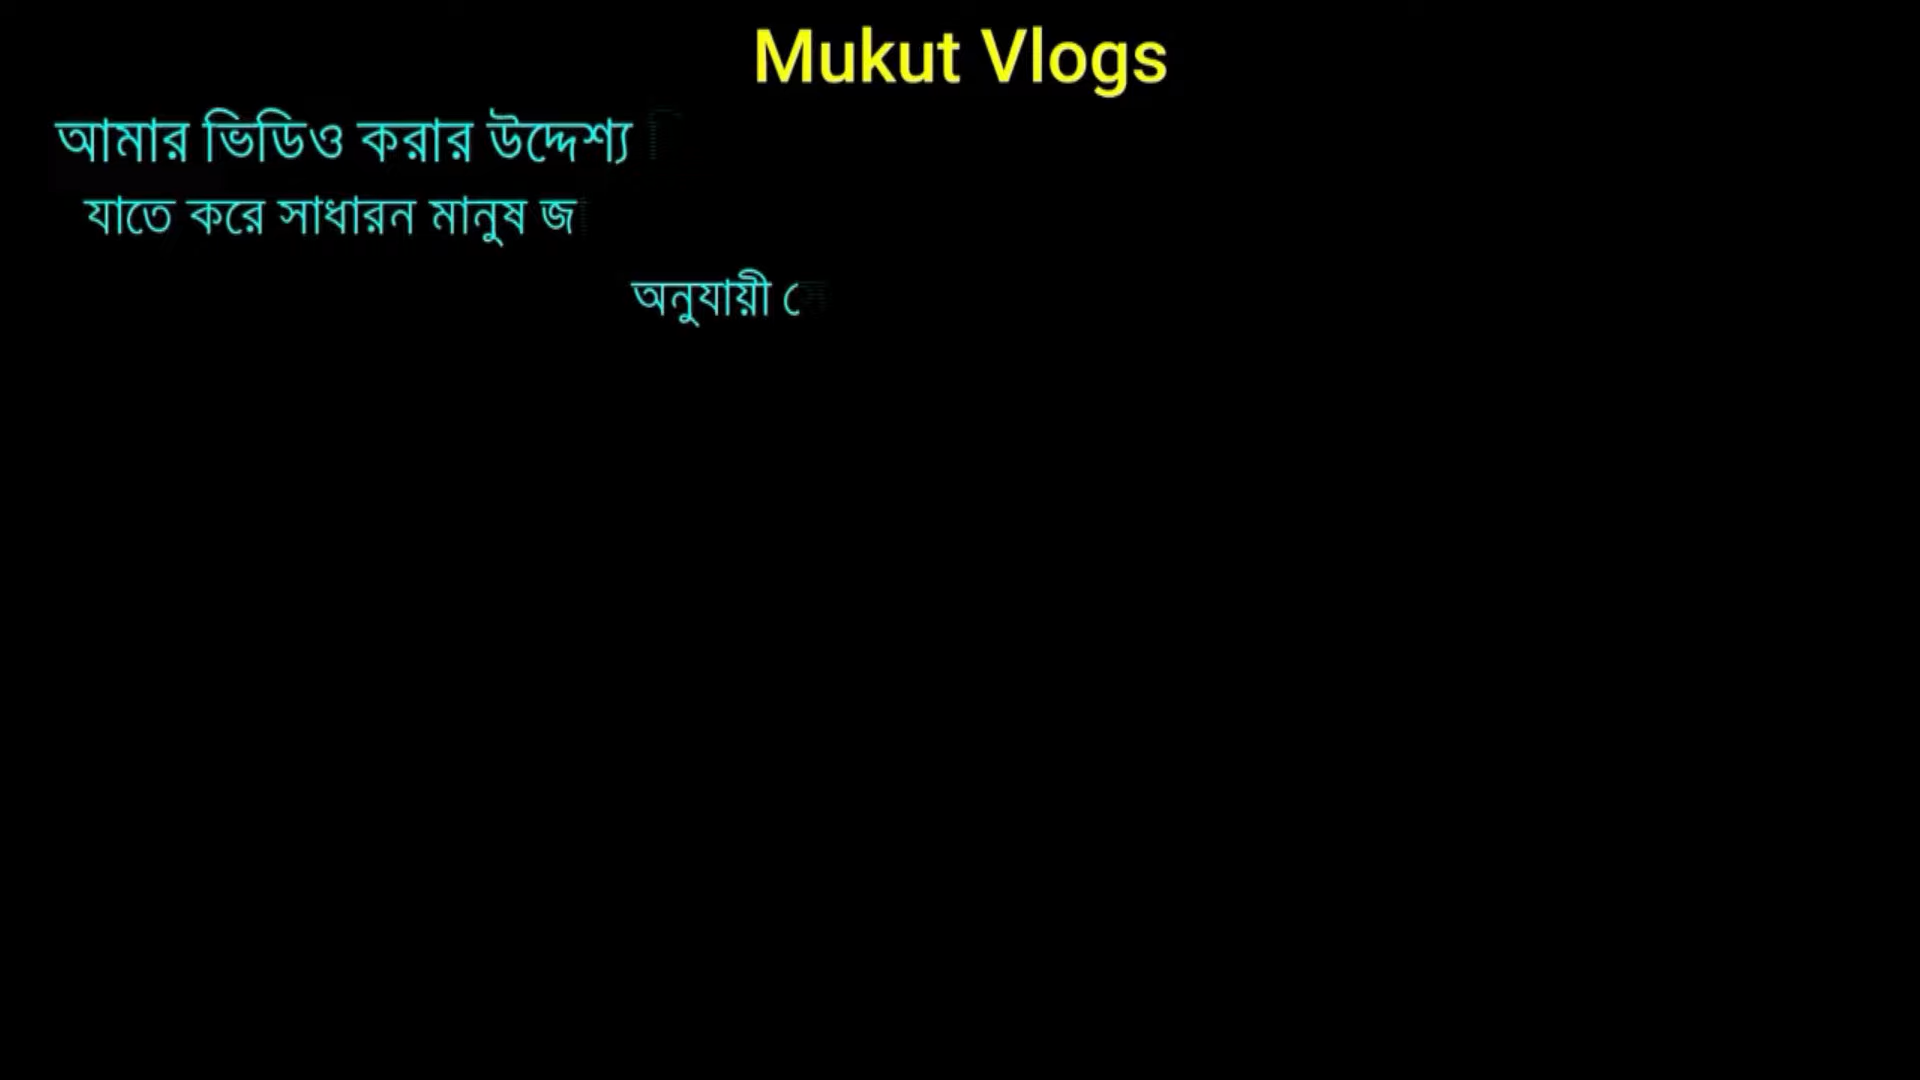 Mukut Vlogs
আমার ভিডিও করার উদ্দেশ্য
যাতে করে সাধারন মানুষ জ
অনুযায়ী